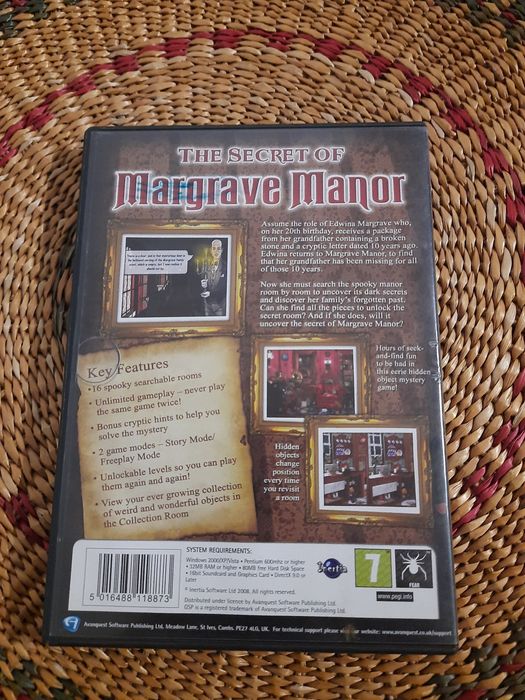 THE SECRET OF
Margrave Manor
Assume the role of Edwina Margrave who,
on her 20th birthday, receives a package
from her grandfather containing a broken
stone and a cryptic letter dated 10 years ago.
Edwina returns to Margrave Manor, to find
that her grandfather has been missing for all
of those 10 years.
Now she must search the spooky manor
room by room to uncover its dark secrets
and discover her family's forgotten past.
Can she find all the pieces to unlock the
secret room? And if she does, will it
uncover the secret of Margrave Manor?
Key Features
• 16 spooky searchable rooms
• Unlimited gameplay – never play
the same game twice!
• Bonus cryptic hints to help you
solve the mystery
• 2 game modes – Story Mode/
Freeplay Mode
• Unlockable levels so you can play
them again and again!
• View your ever growing collection
of weird and wonderful objects in
the Collection Room
Hours of seek-
and-find fun
to be had in
this eerie hidden
object mystery
game!
Hidden
objects
change
position
every time
you revisit
a room
5 016488 118873
SYSTEM REQUIREMENTS:
Windows 2000/XP/Vista • Pentium 600mhz or higher
• 32MB RAM or higher • 80MB free Hard Disk Space
• 16bit Soundcard and Graphics Card • DirectX 9.0 or
Later
© Inertia Software Ltd 2008. All rights reserved.
Distributed under licence by Avanquest Software Publishing Ltd.
GSP is a registered trademark of Avanquest Software Publishing Ltd.
Inertia
7
FEAR
www.pegi.info
Avanquest Software Publishing Ltd, Meadow Lane, St Ives, Cambs. PE27 4LG, UK. For technical support please visit our website: www.avanquest.co.uk/support